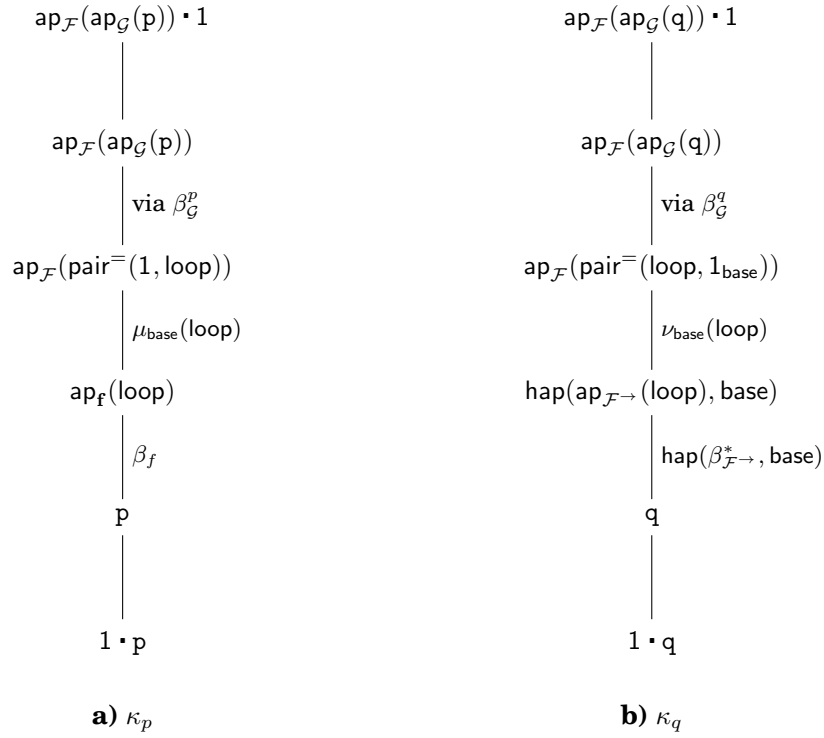 ap_ℱ(ap_𝒢(p)) ▪ 1
ap_ℱ(ap_𝒢(p))
via β_𝒢^p
ap_ℱ(pair^=(1, loop))
μ_base(loop)
ap_f(loop)
β_f
p
1 ▪ p
a) κ_p
ap_ℱ(ap_𝒢(q)) ▪ 1
ap_ℱ(ap_𝒢(q))
via β_𝒢^q
ap_ℱ(pair^=(loop, 1_base))
ν_base(loop)
hap(ap_ℱ→(loop), base)
hap(β*_ℱ→, base)
q
1 ▪ q
b) κ_q